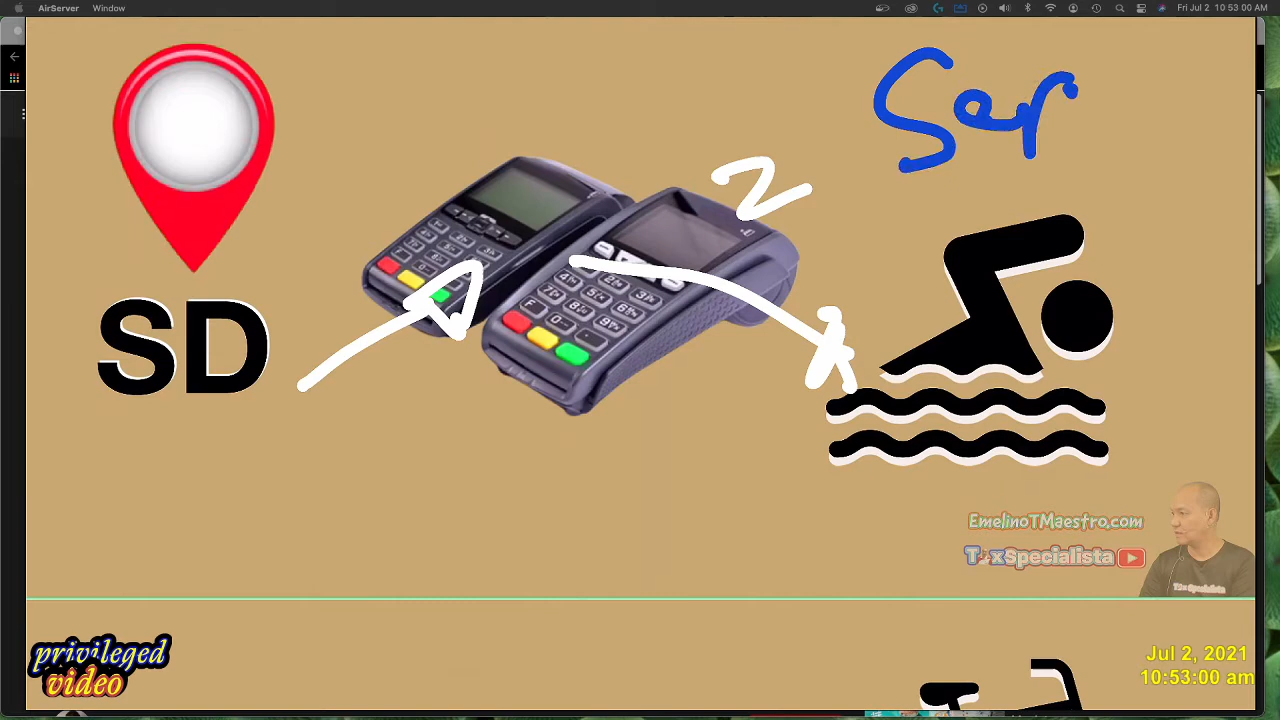 AirServer Window Fri Jul 2 10:53:00 AM
Ser
2
SD
EmelinoTMaestro.com
TaxSpecialista
privileged
video
Jul 2, 2021
10:53:00 am